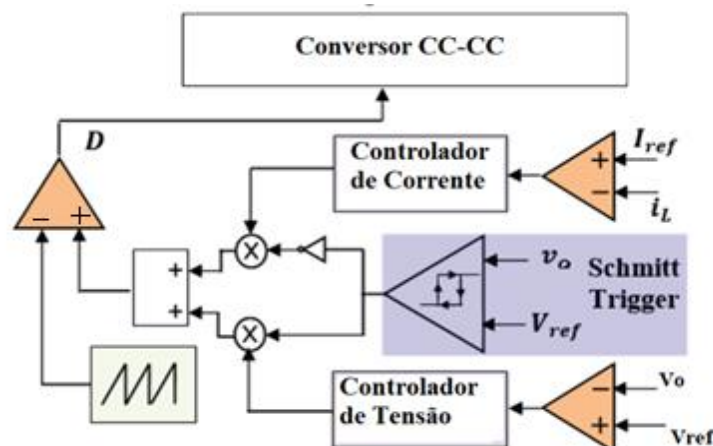 Conversor CC-CC
D
Controlador
de Corrente
+
−
I_ref
i_L
− +
×
+
+
×
v_o
V_ref
Schmitt
Trigger
Controlador
de Tensão
−
+
Vo
Vref